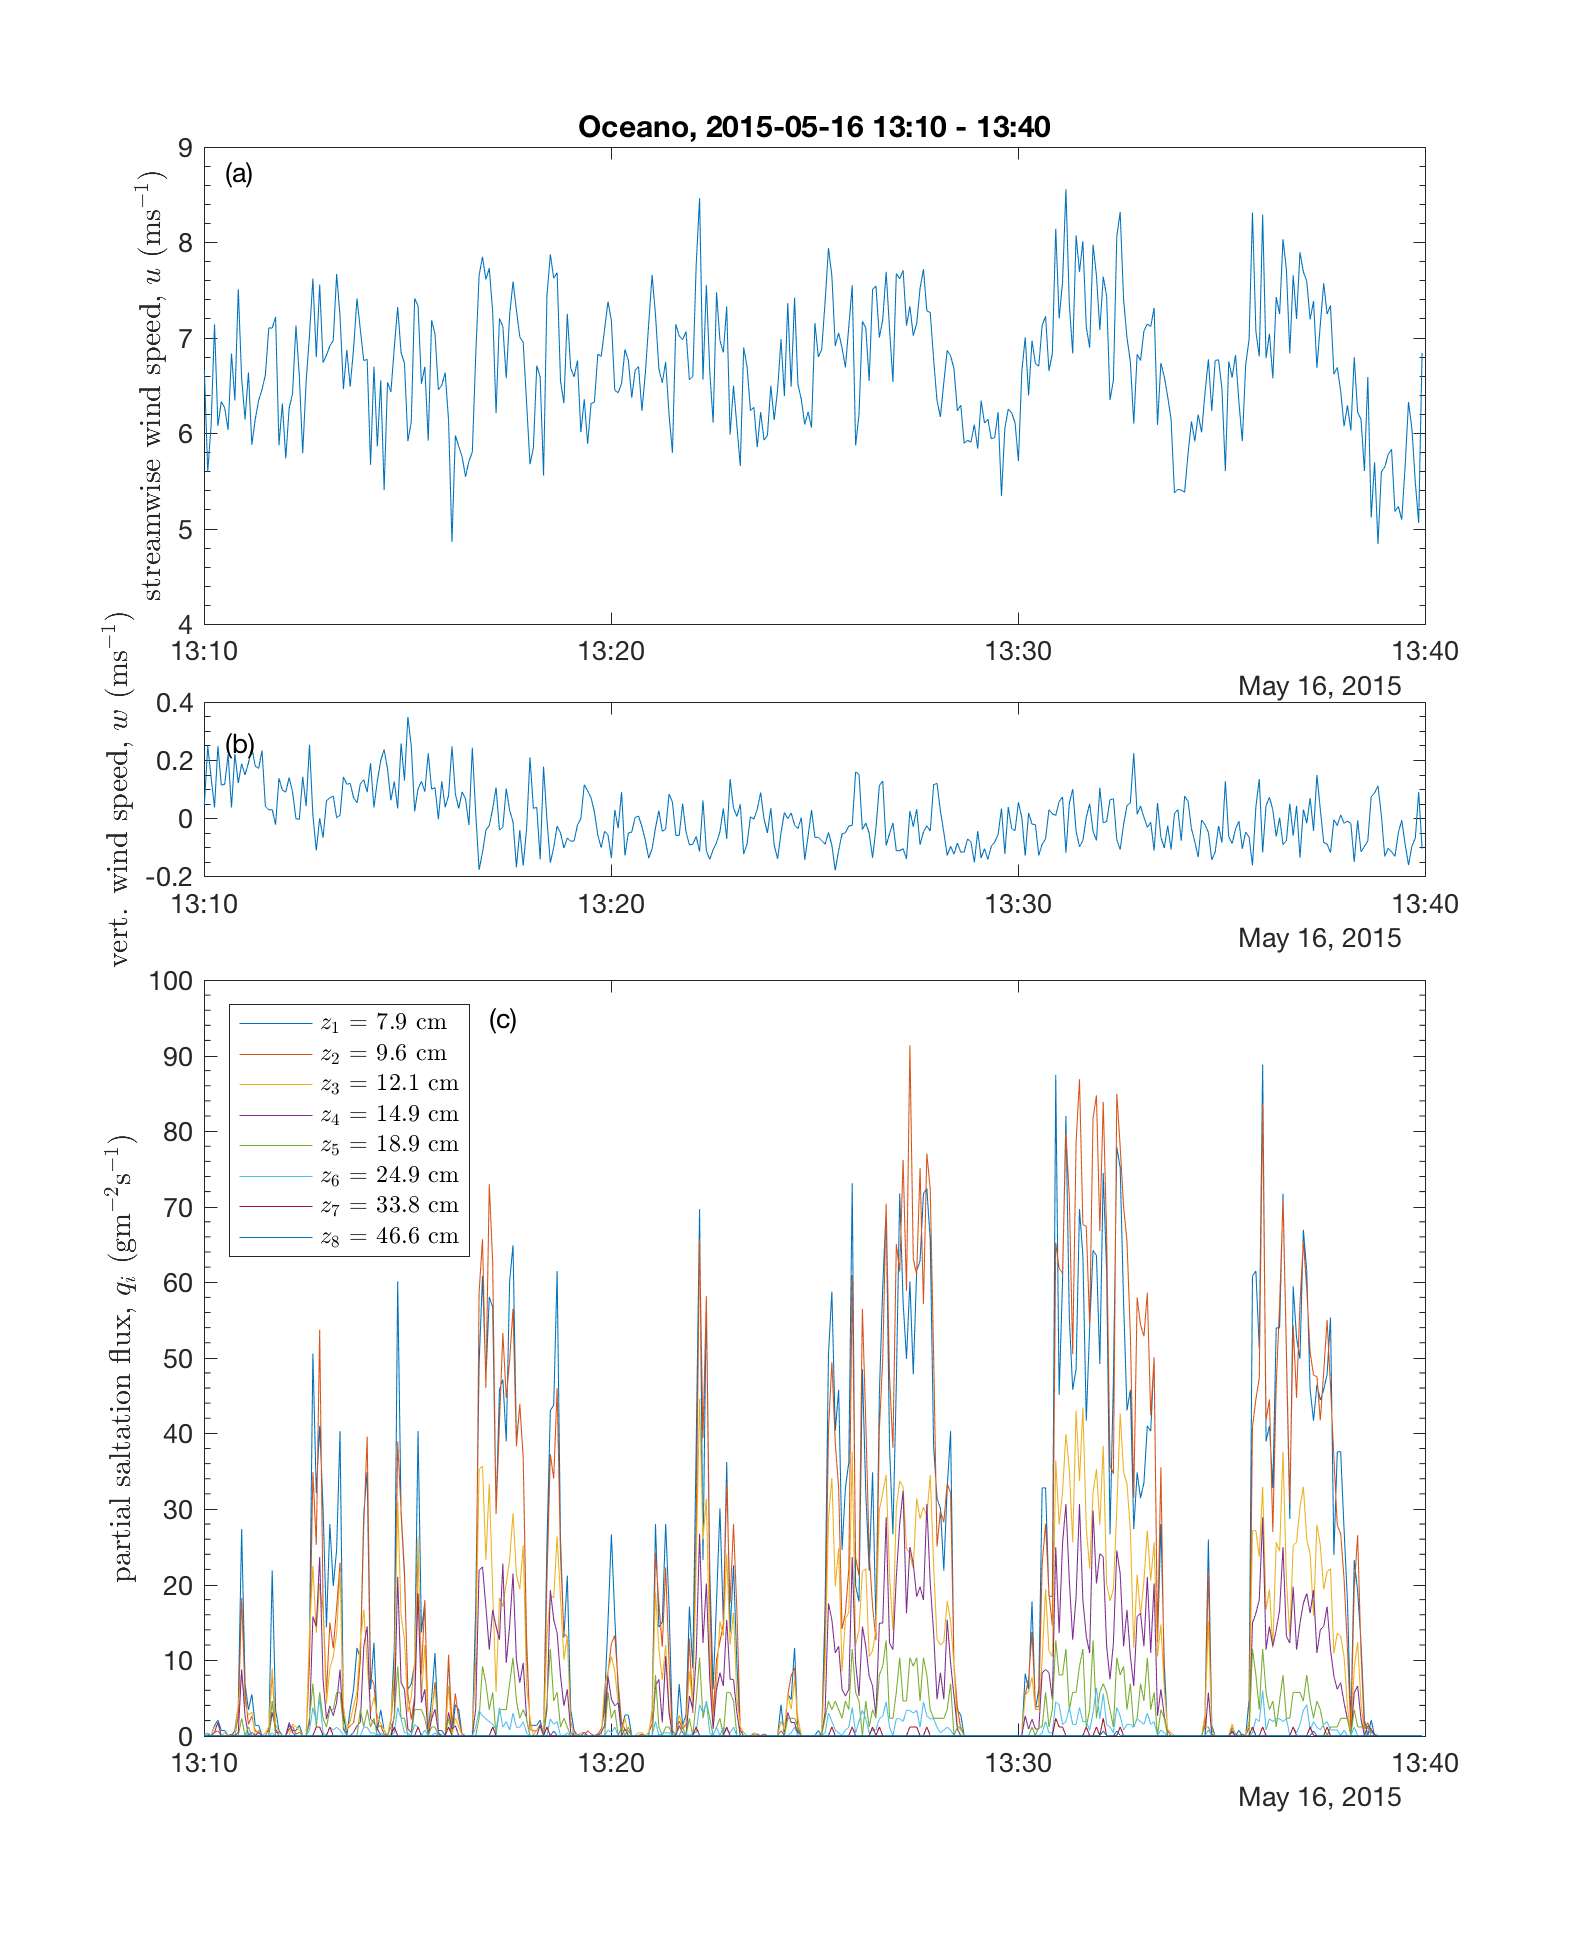 Oceano, 2015-05-16 13:10 - 13:40
(a)
streamwise wind speed, u (ms⁻¹)
9
8
7
6
5
4
13:10 13:20 13:30 13:40
May 16, 2015
(b)
vert. wind speed, w (ms⁻¹)
0.4
0.2
0
-0.2
13:10 13:20 13:30 13:40
May 16, 2015
(c)
partial saltation flux, qᵢ (gm⁻²s⁻¹)
100
90
80
70
60
50
40
30
20
10
0
z₁ = 7.9 cm
z₂ = 9.6 cm
z₃ = 12.1 cm
z₄ = 14.9 cm
z₅ = 18.9 cm
z₆ = 24.9 cm
z₇ = 33.8 cm
z₈ = 46.6 cm
13:10 13:20 13:30 13:40
May 16, 2015